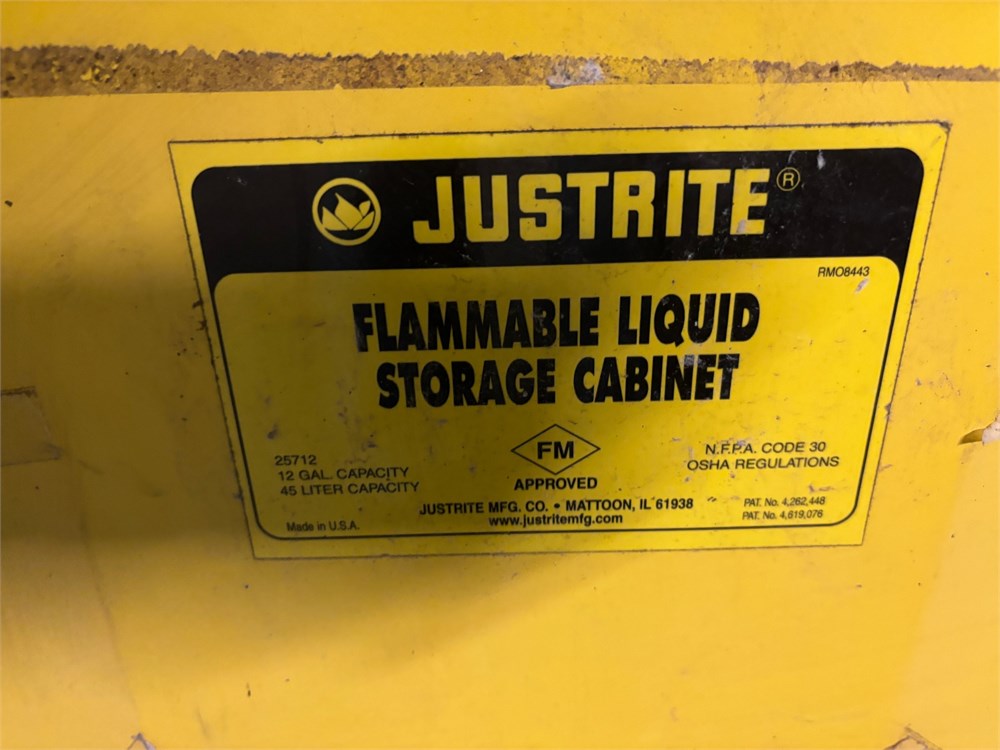 JUSTRITE®
RMO8443
FLAMMABLE LIQUID
STORAGE CABINET
25712
12 GAL. CAPACITY
45 LITER CAPACITY
FM
APPROVED
N.F.P.A. CODE 30
OSHA REGULATIONS
JUSTRITE MFG. CO. • MATTOON, IL 61938
www.justritemfg.com
Made in U.S.A.
PAT. No. 4,262,448
PAT. No. 4,619,076